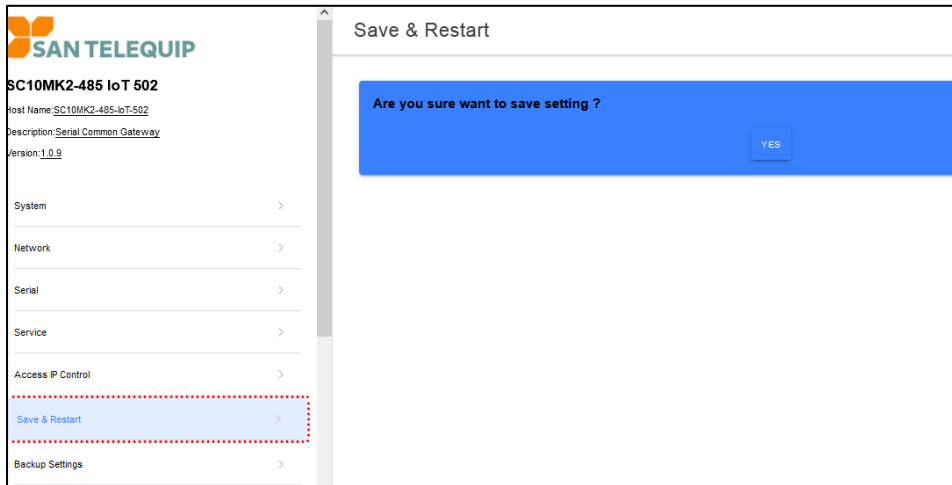 SAN TELEQUIP
SC10MK2-485 IoT 502
Host Name:SC10MK2-485-IoT-502
Description:Serial Common Gateway
Version:1.0.9
System
Network
Serial
Service
Access IP Control
Save & Restart
Backup Settings
Save & Restart
Are you sure want to save setting ?
YES